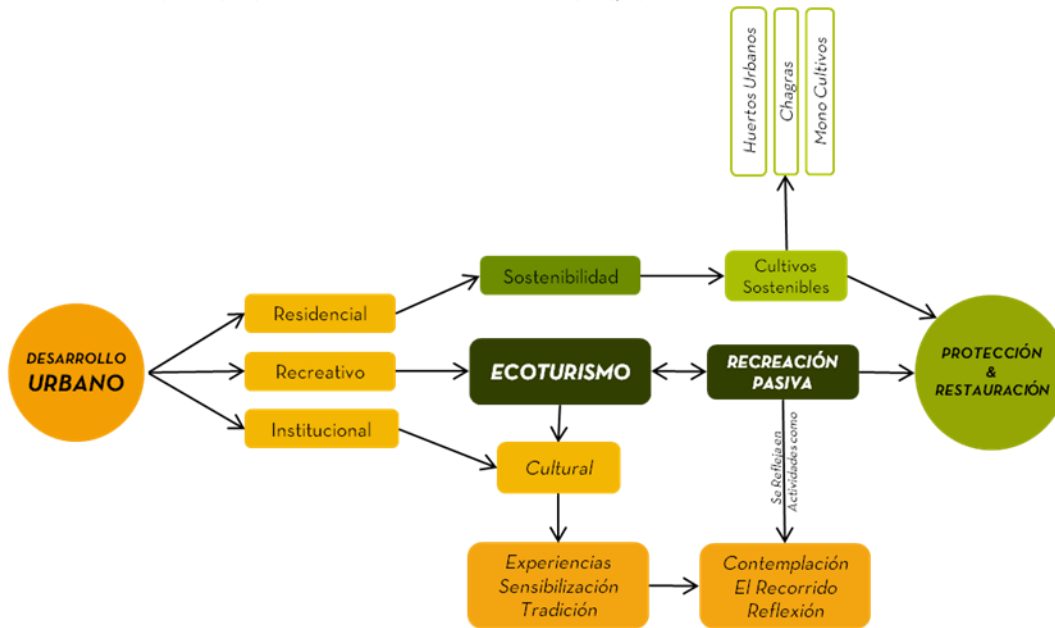 Huertos Urbanos
Chagras
Mono Cultivos
Sostenibilidad
Cultivos
Sostenibles
DESARROLLO
URBANO
Residencial
Recreativo
Institucional
ECOTURISMO
RECREACIÓN
PASIVA
PROTECCIÓN
&
RESTAURACIÓN
Cultural
Se Refleja en
Actividades como
Experiencias
Sensibilización
Tradición
Contemplación
El Recorrido
Reflexión